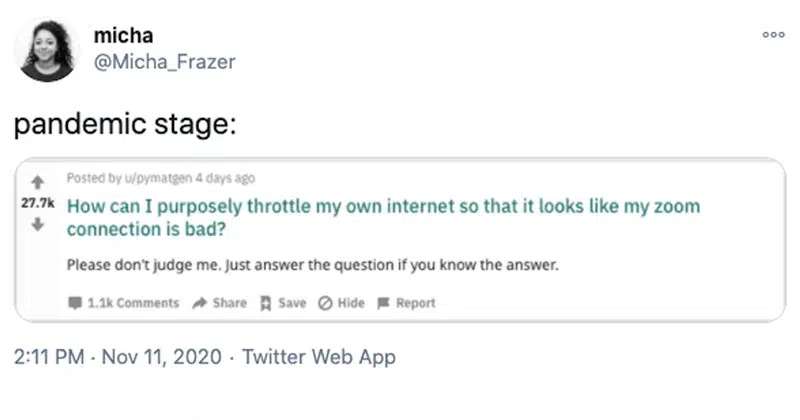 micha
@Micha_Frazer
pandemic stage:
Posted by u/pymatgen 4 days ago
27.7k
How can I purposely throttle my own internet so that it looks like my zoom
connection is bad?
Please don't judge me. Just answer the question if you know the answer.
1.1k Comments Share Save Hide Report
2:11 PM · Nov 11, 2020 · Twitter Web App